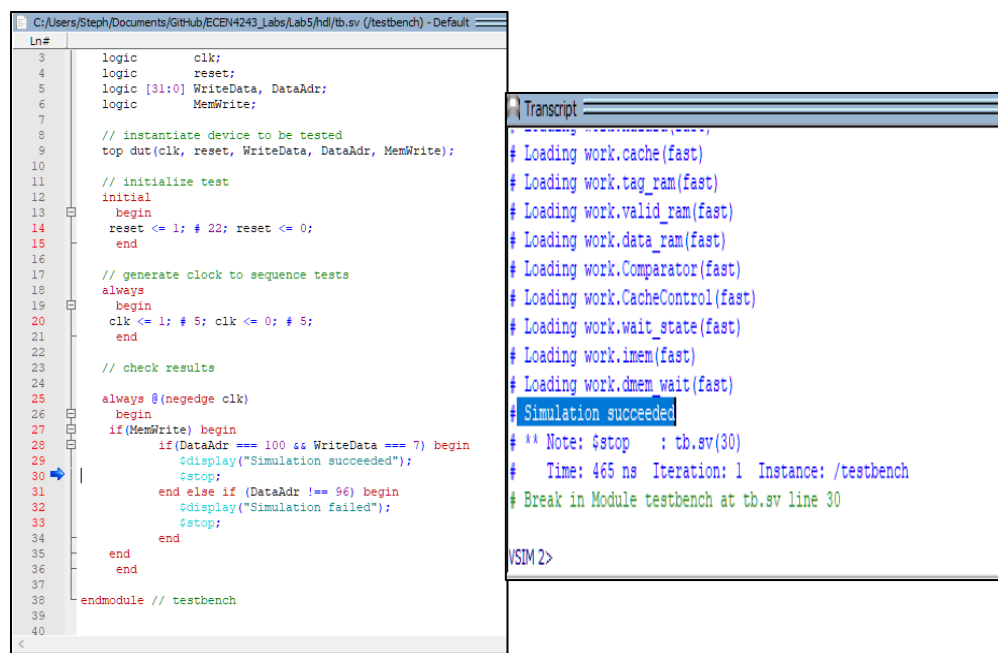 C:/Users/Steph/Documents/GitHub/ECEN4243_Labs/Lab5/hdl/tb.sv (/testbench) - Default
Ln#
3 logic clk;
4 logic reset;
5 logic [31:0] WriteData, DataAdr;
6 logic MemWrite;
7
8 // instantiate device to be tested
9 top dut(clk, reset, WriteData, DataAdr, MemWrite);
10
11 // initialize test
12 initial
13 begin
14 reset <= 1; # 22; reset <= 0;
15 end
16
17 // generate clock to sequence tests
18 always
19 begin
20 clk <= 1; # 5; clk <= 0; # 5;
21 end
22
23 // check results
24
25 always @(negedge clk)
26 begin
27 if(MemWrite) begin
28 if(DataAdr === 100 && WriteData === 7) begin
29 $display("Simulation succeeded");
30 $stop;
31 end else if (DataAdr !== 96) begin
32 $display("Simulation failed");
33 $stop;
34 end
35 end
36 end
37
38 endmodule // testbench
39
40
Transcript
# Loading work.cache(fast)
# Loading work.tag_ram(fast)
# Loading work.valid_ram(fast)
# Loading work.data_ram(fast)
# Loading work.Comparator(fast)
# Loading work.CacheControl(fast)
# Loading work.wait_state(fast)
# Loading work.imem(fast)
# Loading work.dmem_wait(fast)
# Simulation succeeded
# ** Note: $stop : tb.sv(30)
# Time: 465 ns Iteration: 1 Instance: /testbench
# Break in Module testbench at tb.sv line 30
VSIM 2>